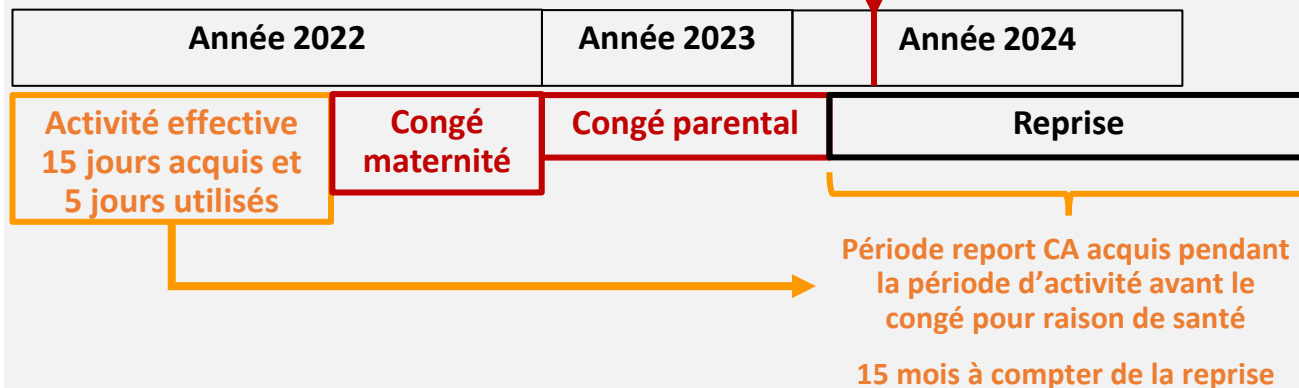 Année 2022
Année 2023
Année 2024
Activité effective
15 jours acquis et
5 jours utilisés
Congé
maternité
Congé parental
Reprise
Période report CA acquis pendant
la période d’activité avant le
congé pour raison de santé
15 mois à compter de la reprise